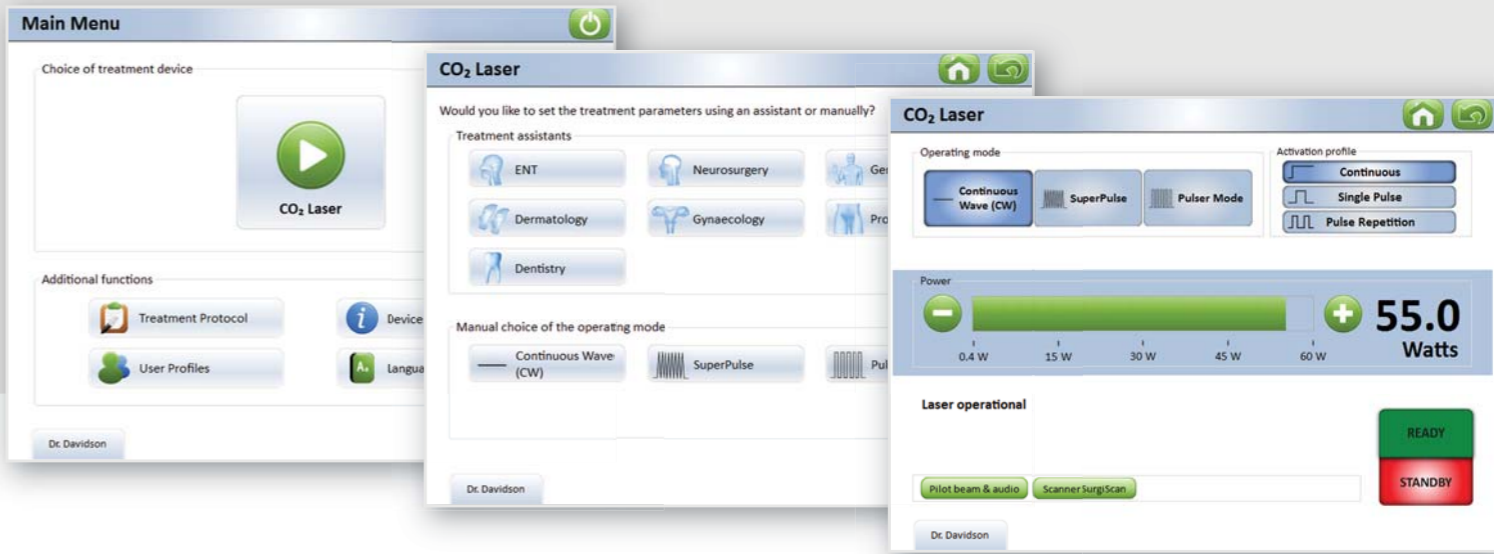 Main Menu
Choice of treatment device
CO₂ Laser
Additional functions
Treatment Protocol
Device
User Profiles
Dr. Davidson
CO₂ Laser
Would you like to set the treatment parameters using an assistant or manually?
Treatment assistants
ENT
Neurosurgery
Dermatology
Gynaecology
Dentistry
Manual choice of the operating mode
Continuous Wave
(CW)
SuperPulse
Dr. Davidson
CO₂ Laser
Operating mode
Continuous
Wave (CW)
SuperPulse
Pulser Mode
Activation profile
Continuous
Single Pulse
Pulse Repetition
Power
55.0
Watts
0.4 W 15 W 30 W 45 W 60 W
Laser operational
READY
STANDBY
Pilot beam & audio
Scanner SurgiScan
Dr. Davidson